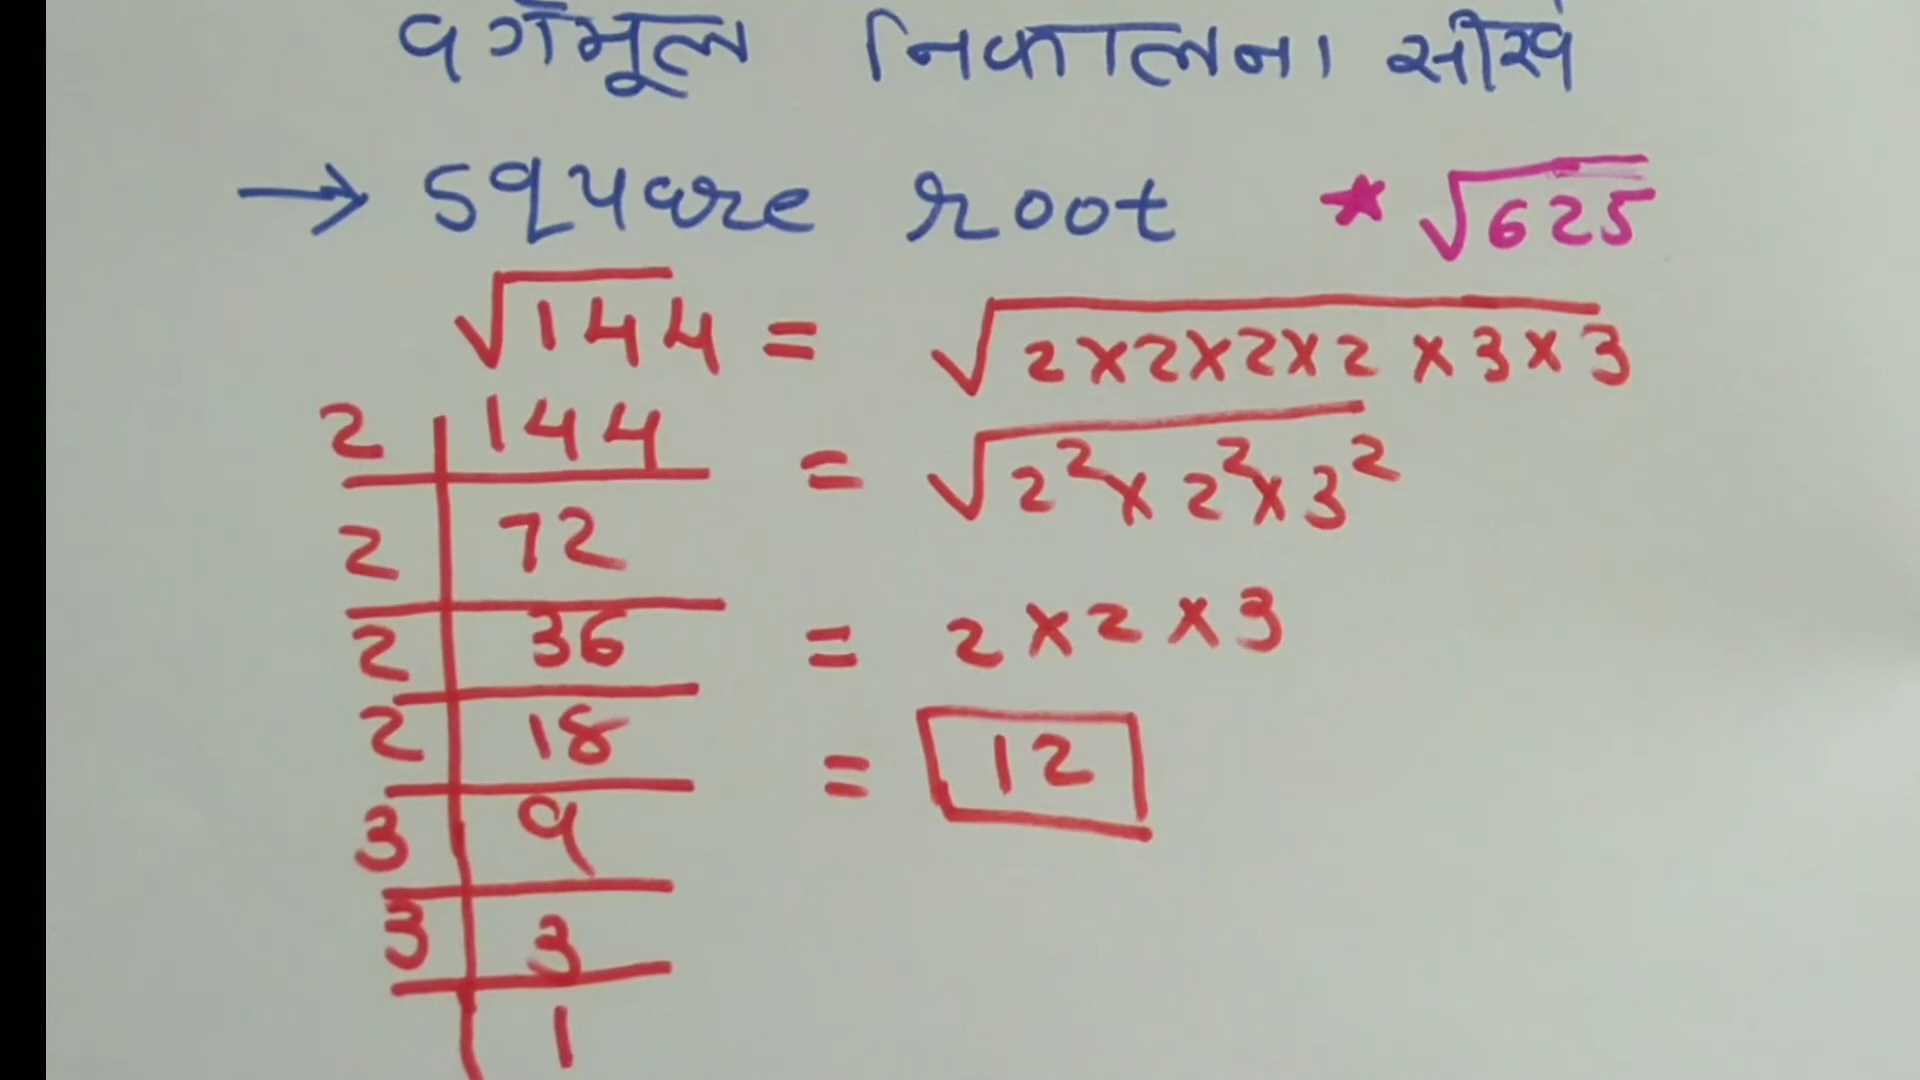 वर्गमूल निकालना सीखें
→ square root * √625
√144 = √2×2×2×2×3×3
2 | 144 = √2²×2²×3²
2 | 72
2 | 36 = 2×2×3
2 | 18 = 12
3 | 9
3 | 3
1